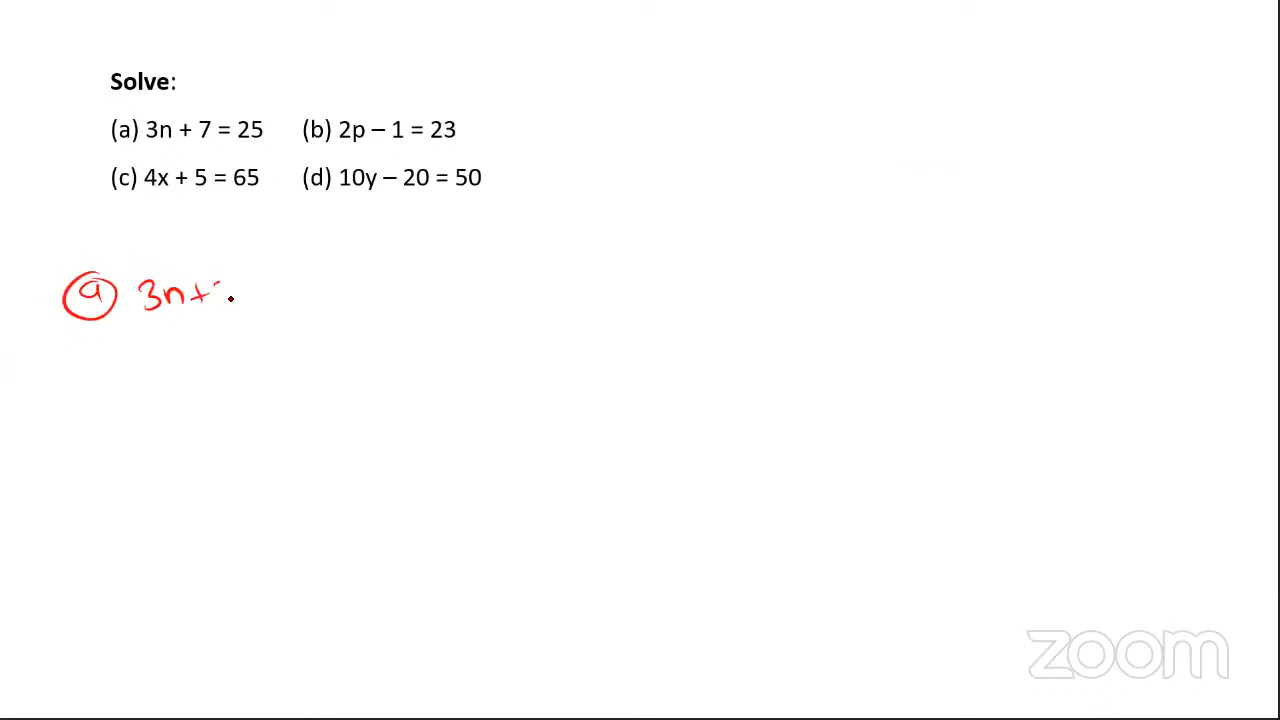 Solve:
(a) 3n + 7 = 25 (b) 2p – 1 = 23
(c) 4x + 5 = 65 (d) 10y – 20 = 50
a 3n+
zoom